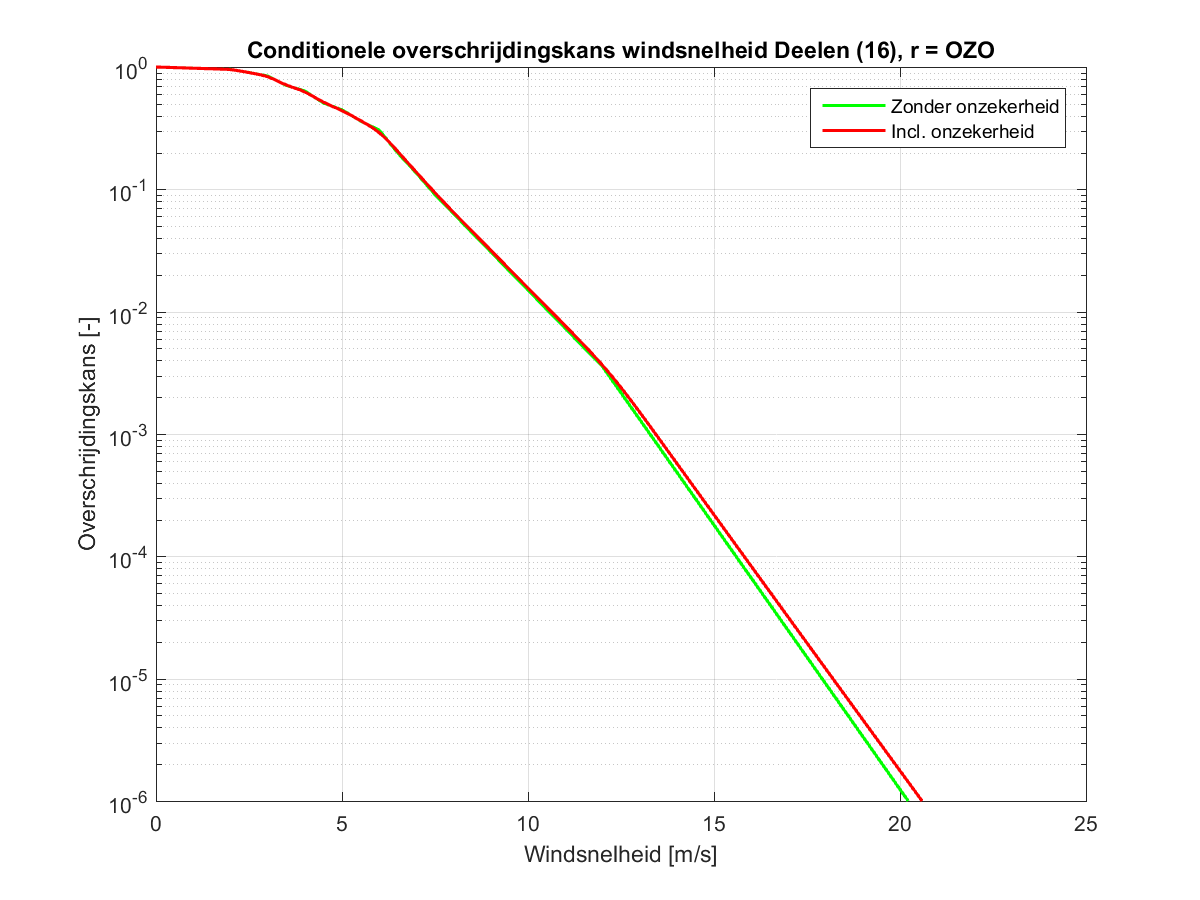 Conditionele overschrijdingskans windsnelheid Deelen (16), r = OZO
Zonder onzekerheid
Incl. onzekerheid
Overschrijdingskans [-]
10^0
10^-1
10^-2
10^-3
10^-4
10^-5
10^-6
0 5 10 15 20 25
Windsnelheid [m/s]